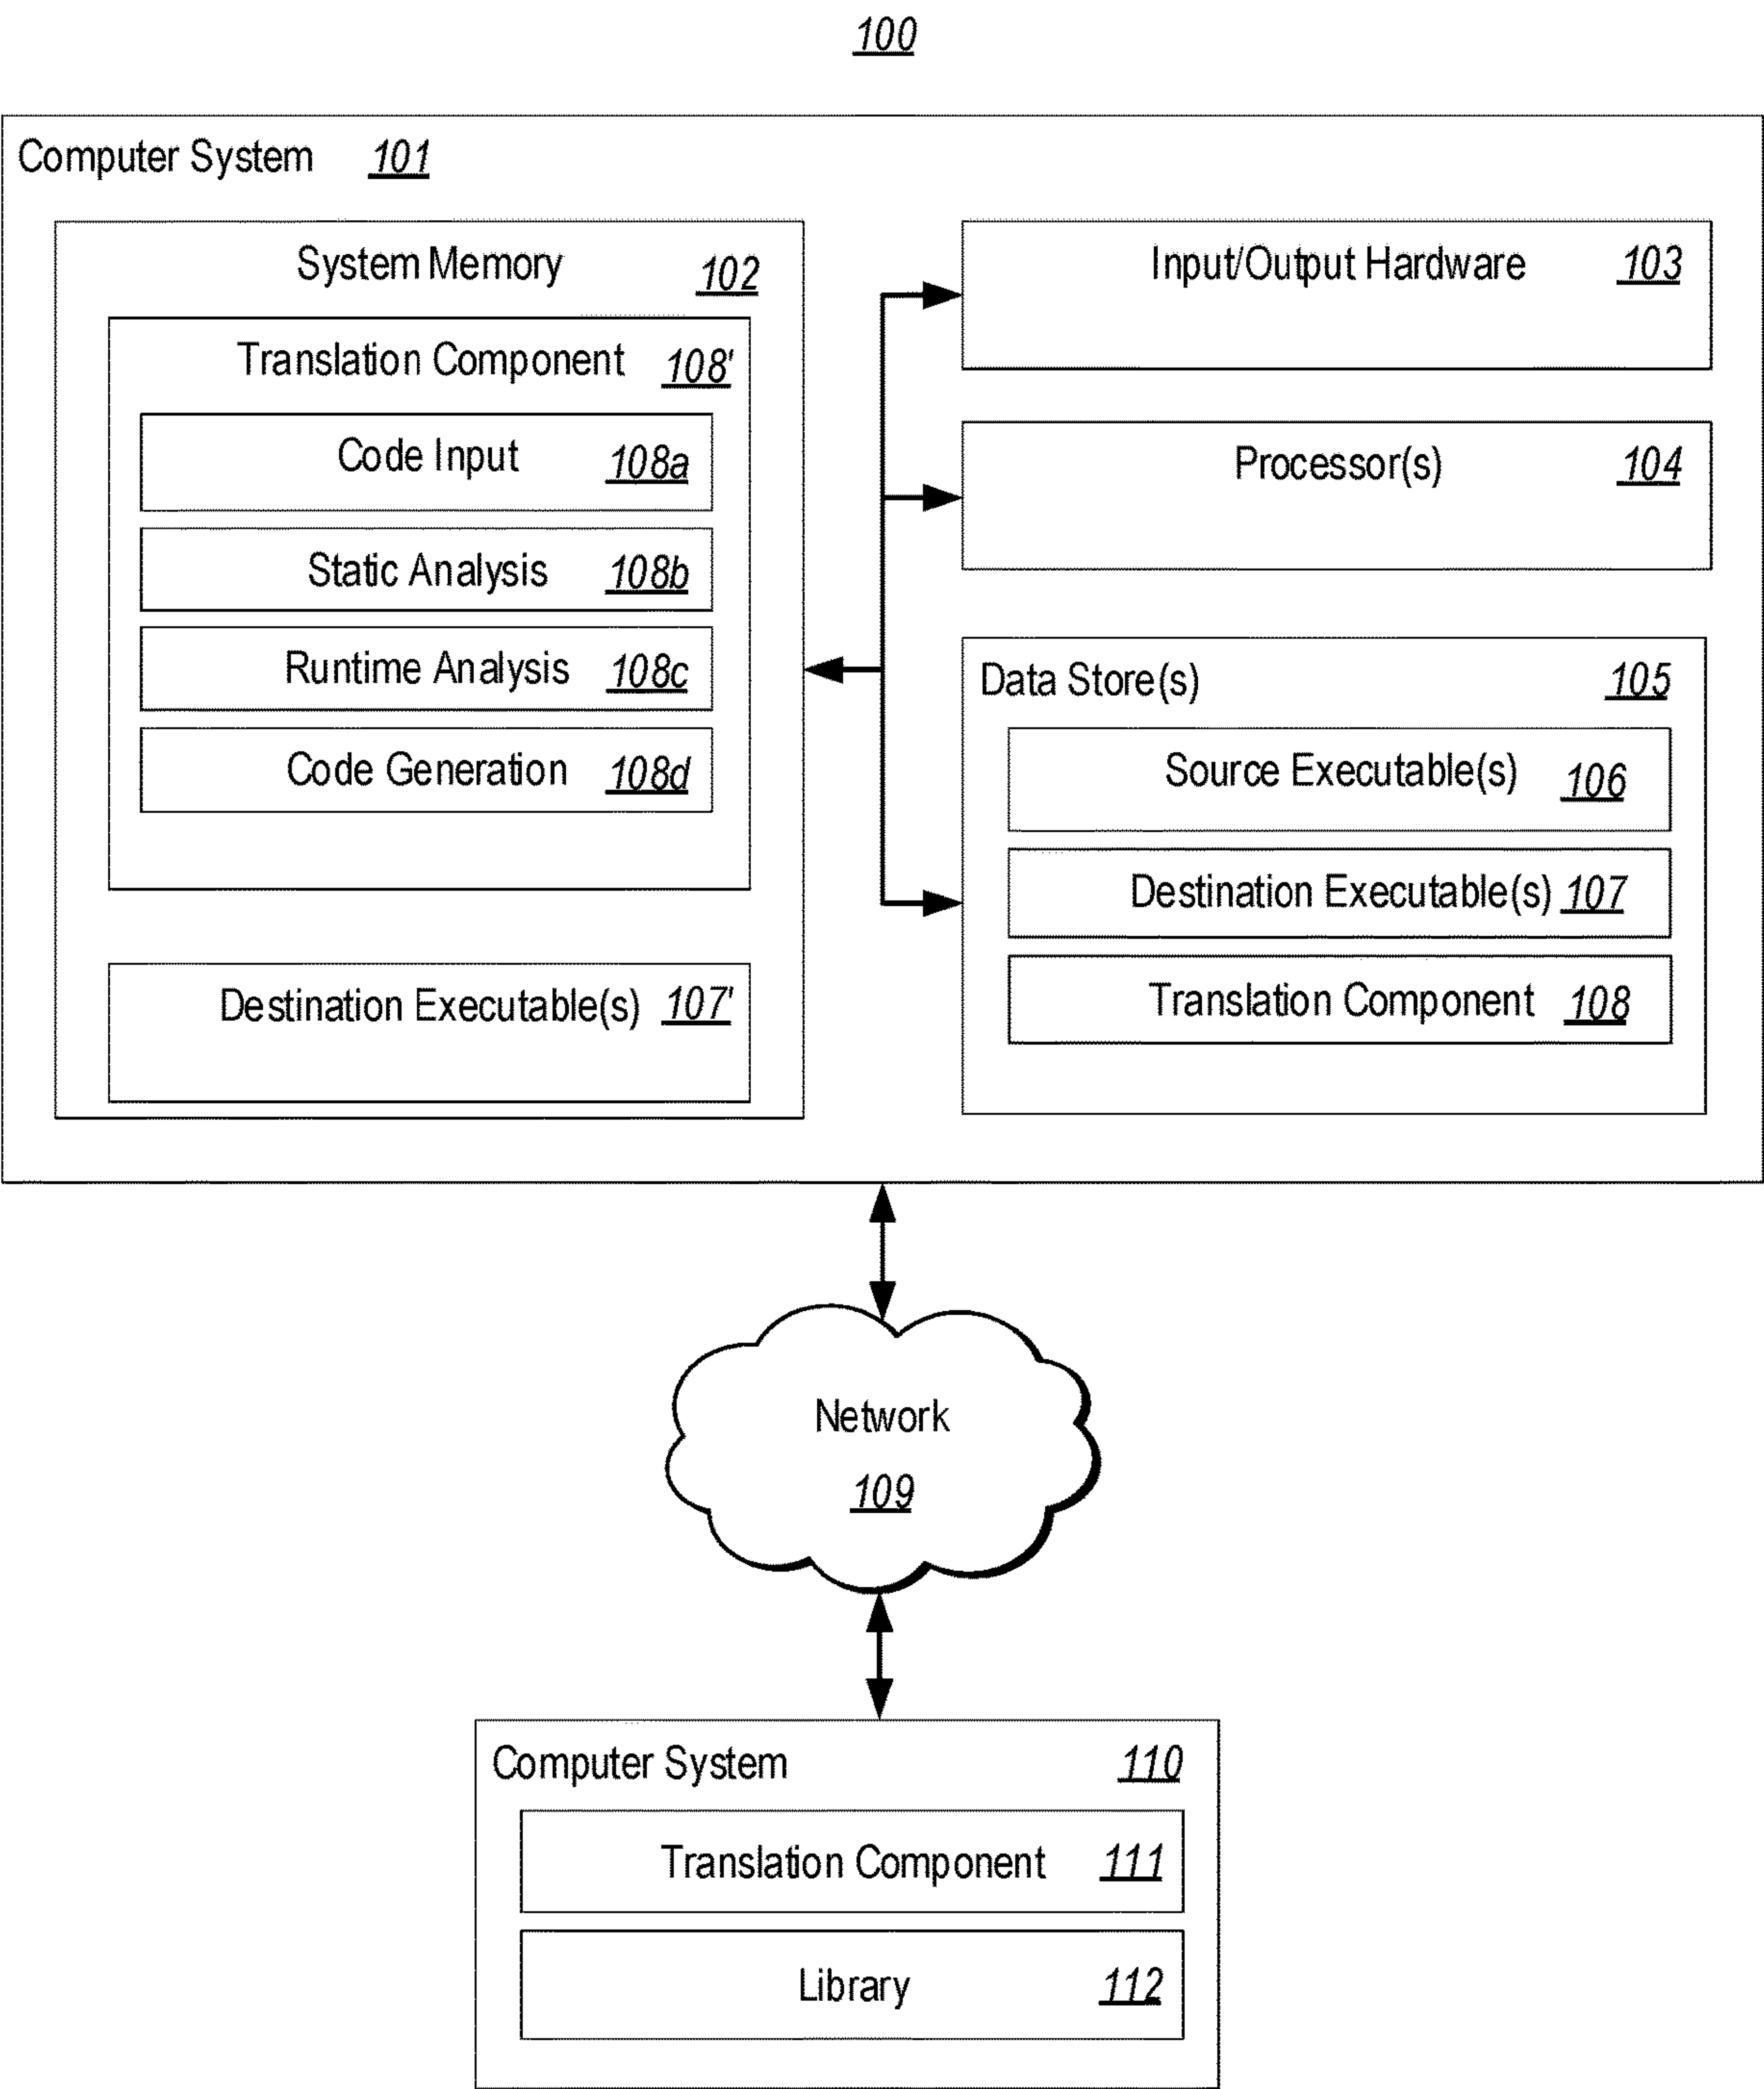 100
Computer System 101
System Memory 102
Translation Component 108'
Code Input 108a
Static Analysis 108b
Runtime Analysis 108c
Code Generation 108d
Destination Executable(s) 107'
Input/Output Hardware 103
Processor(s) 104
Data Store(s) 105
Source Executable(s) 106
Destination Executable(s) 107
Translation Component 108
Network
109
Computer System 110
Translation Component 111
Library 112